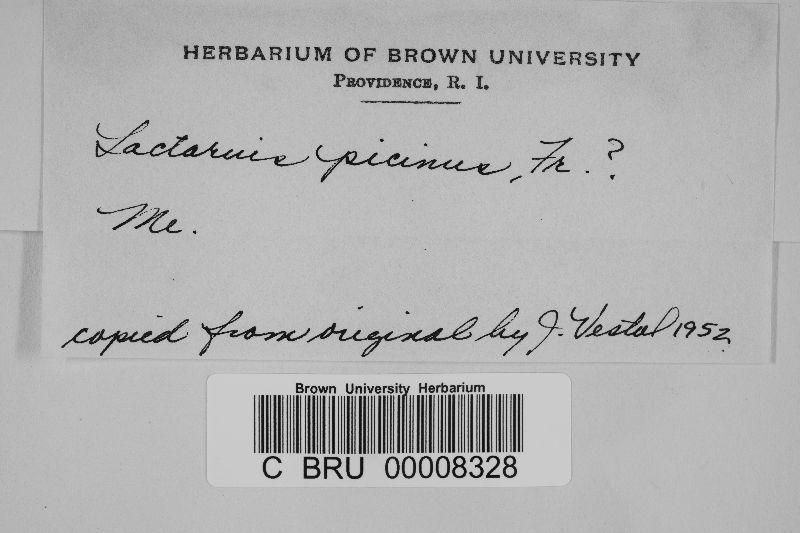 HERBARIUM OF BROWN UNIVERSITY
PROVIDENCE, R. I.
Lactarius picinus, Fr. ?
Me.
copied from original by J. Vestal 1952
Brown University Herbarium
C BRU 00008328